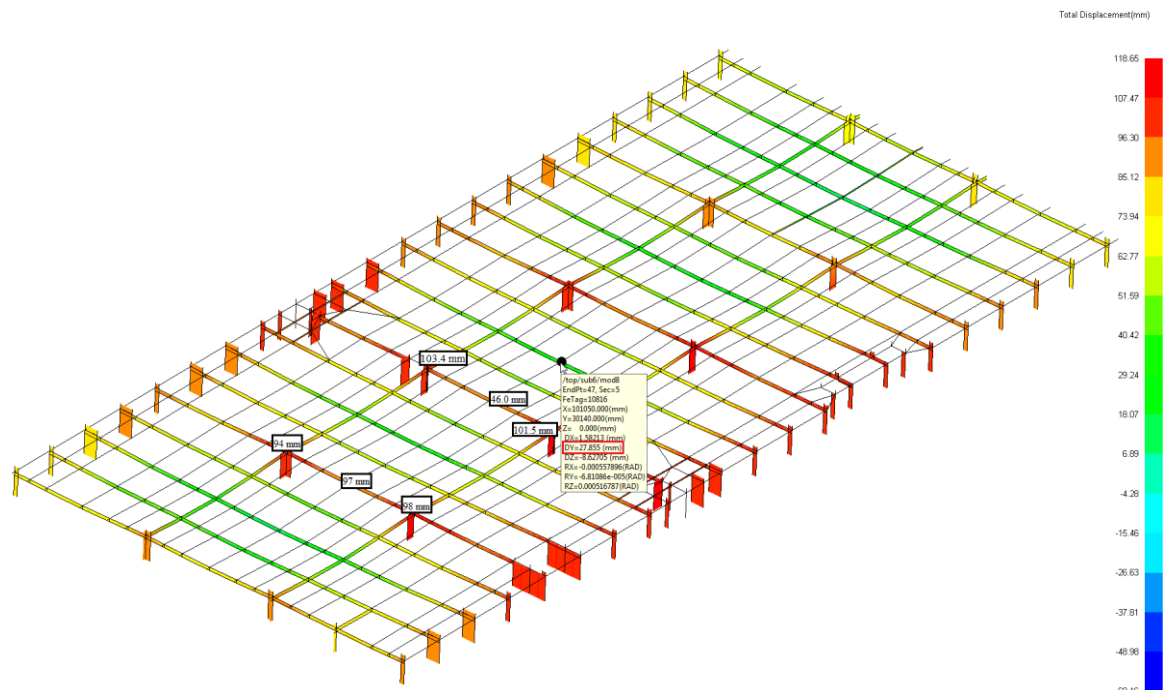 Total Displacement(mm)
118.65
107.47
96.30
85.12
73.94
62.77
51.59
40.42
29.24
18.07
6.89
-4.28
-15.46
-26.63
-37.81
-48.98
103.4 mm
46.0 mm
101.5 mm
94 mm
97 mm
98 mm
/top/sub6/mod8
EndPt=47, Sec=5
FeTag=10816
X=101050.000(mm)
Y=30140.000(mm)
Z= 0.000(mm)
DX=1.58213 (mm)
DY=27.855 (mm)
DZ=-8.62705 (mm)
RX=-0.000557896(RAD)
RY=-6.81086e-005(RAD)
RZ=0.000516787(RAD)